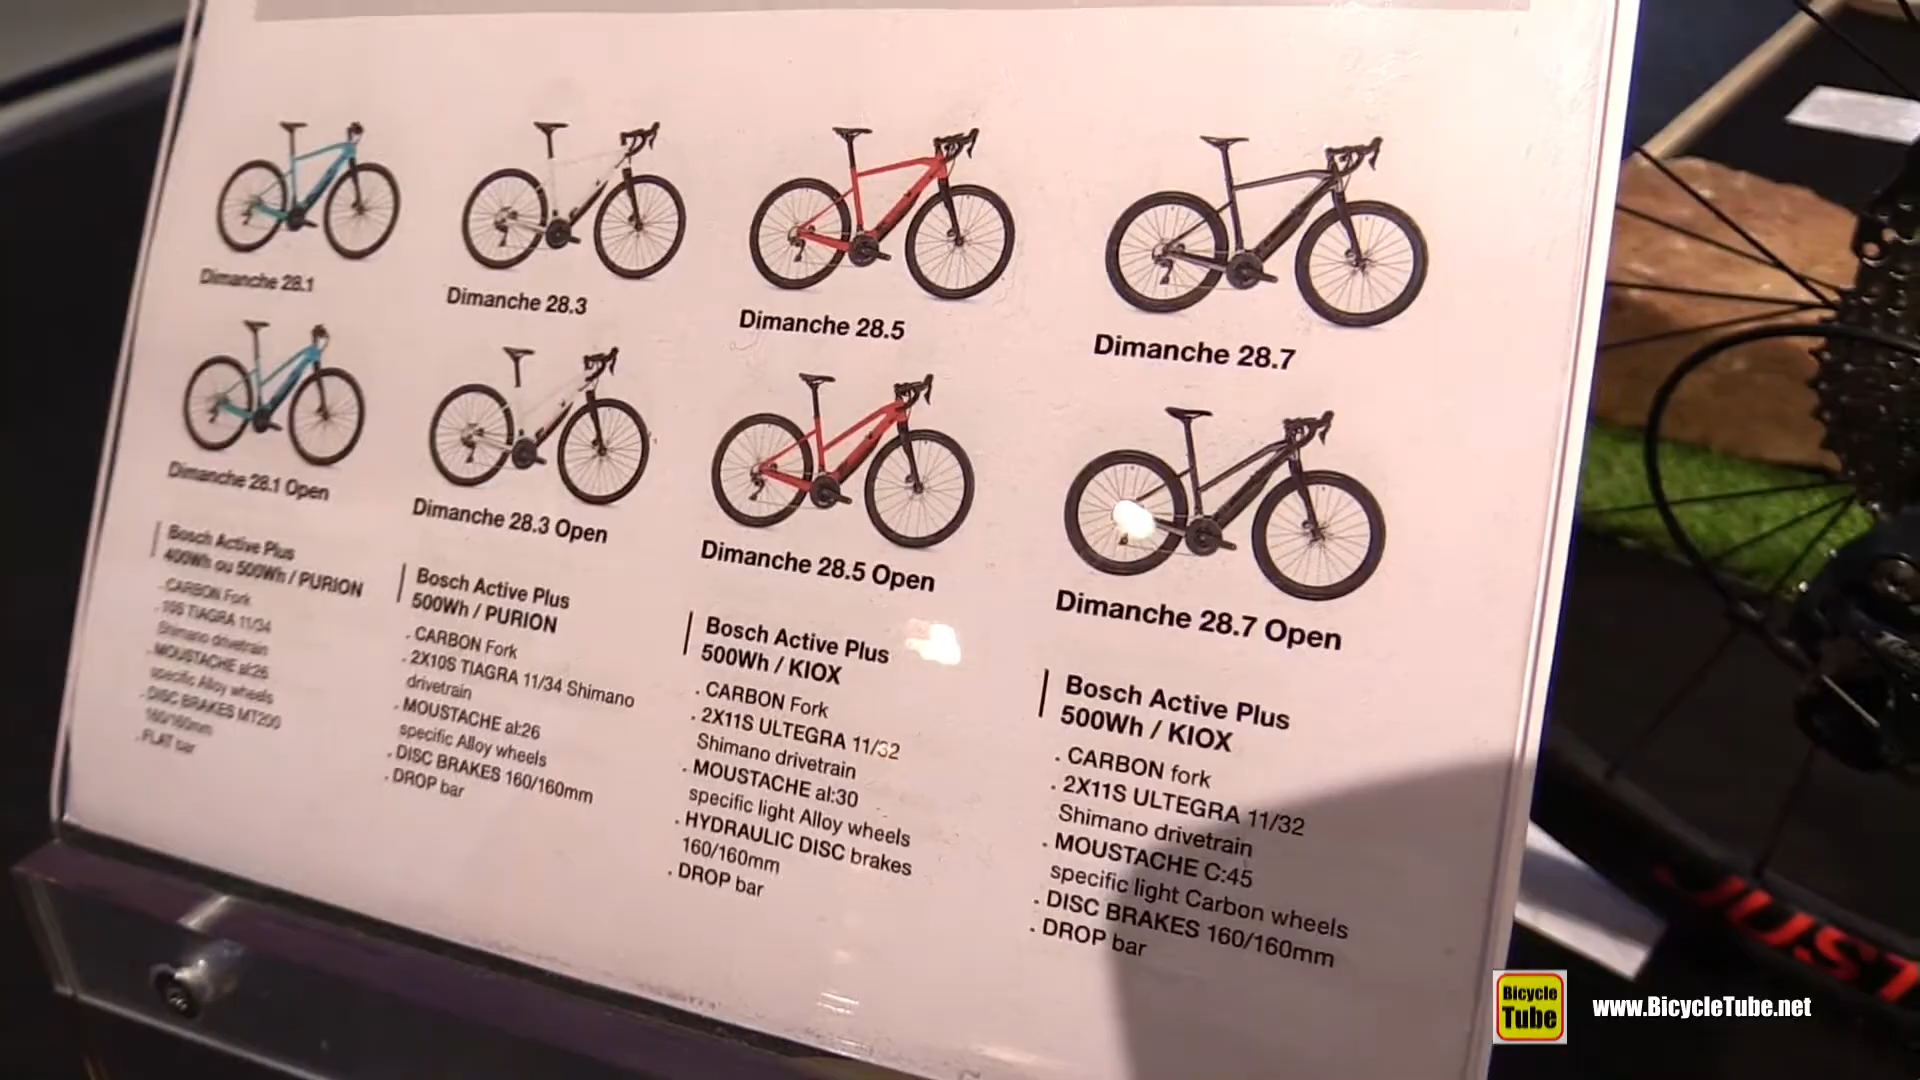 Dimanche 28.1
Dimanche 28.3
Dimanche 28.5
Dimanche 28.7
Dimanche 28.1 Open
Dimanche 28.3 Open
Dimanche 28.5 Open
Dimanche 28.7 Open
Bosch Active Plus
400Wh ou 500Wh / PURION
. CARBON Fork
. 10S TIAGRA 11/34
Shimano drivetrain
. MOUSTACHE al:26
specific Alloy wheels
. DISC BRAKES MT200
160/160mm
. FLAT bar
Bosch Active Plus
500Wh / PURION
. CARBON Fork
. 2X10S TIAGRA 11/34 Shimano
drivetrain
. MOUSTACHE al:26
specific Alloy wheels
. DISC BRAKES 160/160mm
. DROP bar
Bosch Active Plus
500Wh / KIOX
. CARBON Fork
. 2X11S ULTEGRA 11/32
Shimano drivetrain
. MOUSTACHE al:30
specific light Alloy wheels
. HYDRAULIC DISC brakes
160/160mm
. DROP bar
Bosch Active Plus
500Wh / KIOX
. CARBON fork
. 2X11S ULTEGRA 11/32
Shimano drivetrain
. MOUSTACHE C:45
specific light Carbon wheels
. DISC BRAKES 160/160mm
. DROP bar
JUST
Bicycle
Tube
www.BicycleTube.net